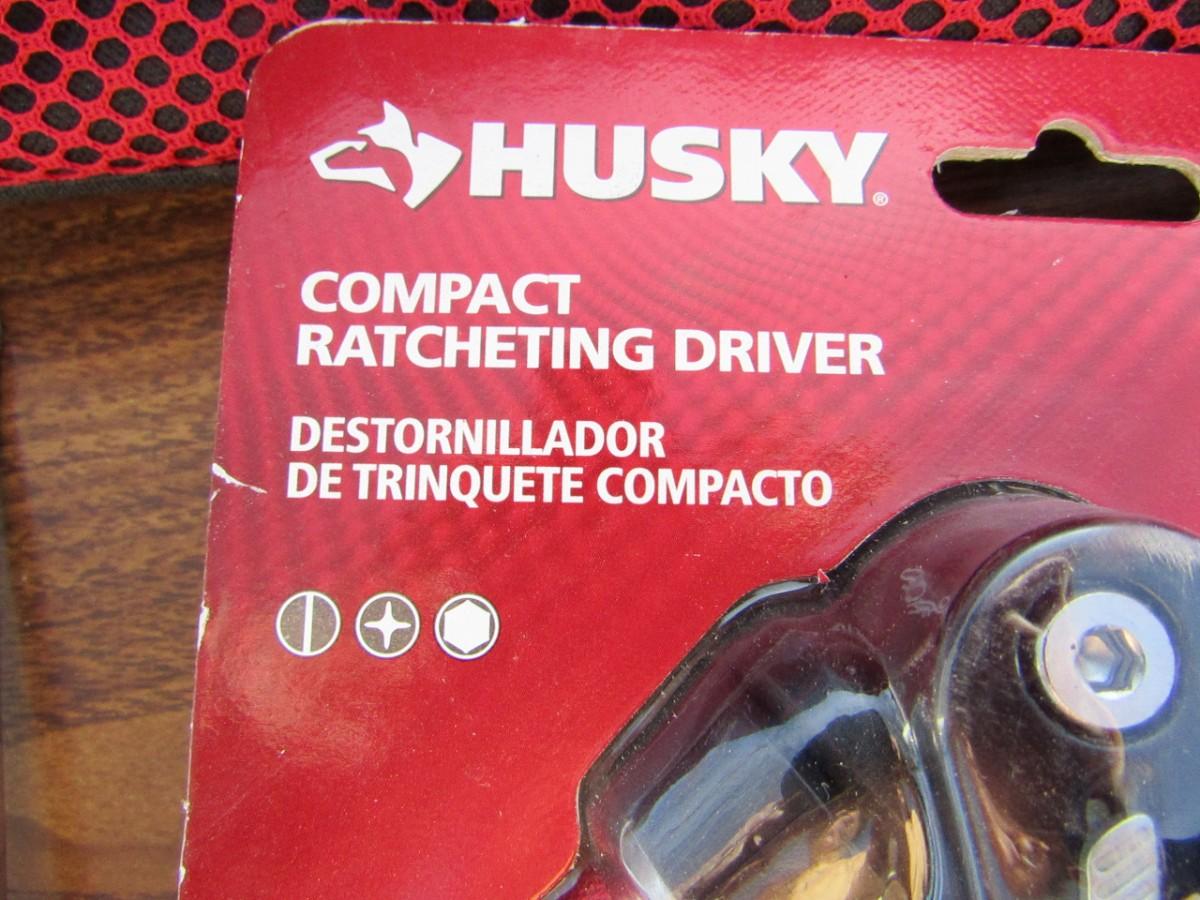 HUSKY®
COMPACT
RATCHETING DRIVER
DESTORNILLADOR
DE TRINQUETE COMPACTO